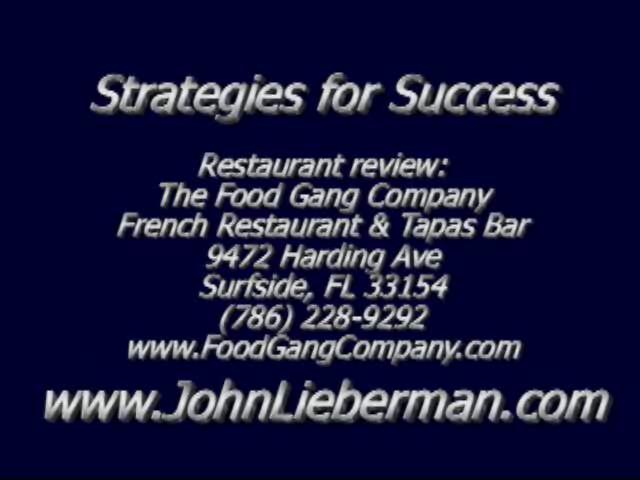 Strategies for Success
Restaurant review:
The Food Gang Company
French Restaurant & Tapas Bar
9472 Harding Ave
Surfside, FL 33154
(786) 228-9292
www.FoodGangCompany.com
www.JohnLieberman.com